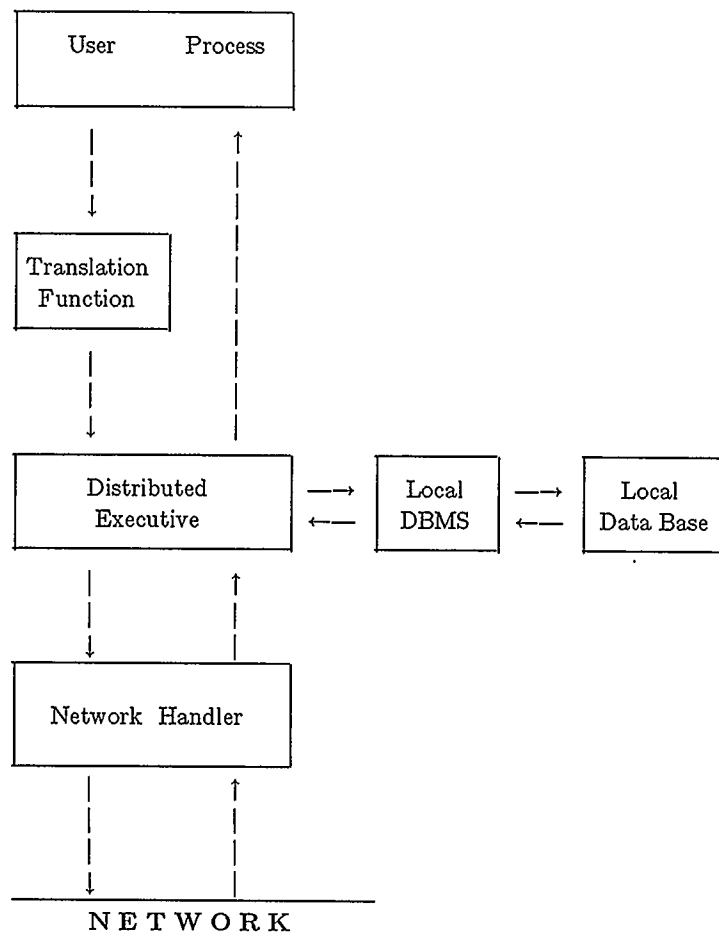 User Process
Translation
Function
Distributed
Executive
Local
DBMS
Local
Data Base
Network Handler
NETWORK